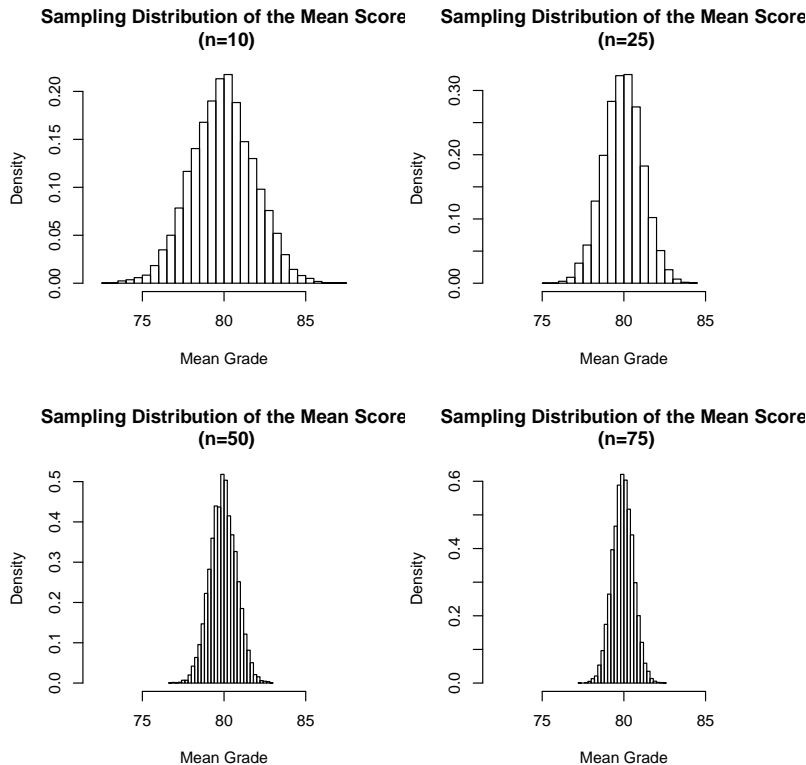 Sampling Distribution of the Mean Score
(n=10)
0.20
0.15
0.10
0.05
0.00
Density
75 80 85
Mean Grade
Sampling Distribution of the Mean Score
(n=25)
0.30
0.20
0.10
0.00
Density
75 80 85
Mean Grade
Sampling Distribution of the Mean Score
(n=50)
0.5
0.4
0.3
0.2
0.1
0.0
Density
75 80 85
Mean Grade
Sampling Distribution of the Mean Score
(n=75)
0.6
0.4
0.2
0.0
Density
75 80 85
Mean Grade